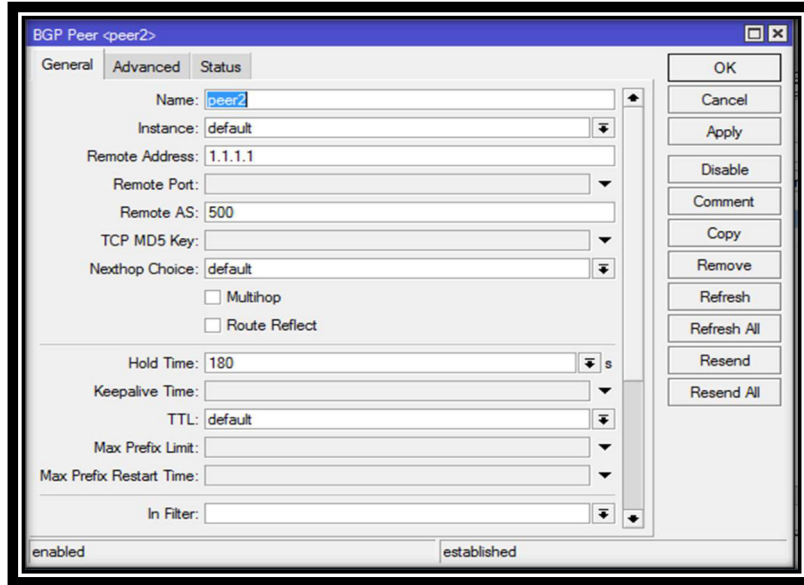 BGP Peer <peer2>
General Advanced Status
Name: peer2
Instance: default
Remote Address: 1.1.1.1
Remote Port:
Remote AS: 500
TCP MD5 Key:
Nexthop Choice: default
Multihop
Route Reflect
Hold Time: 180 s
Keepalive Time:
TTL: default
Max Prefix Limit:
Max Prefix Restart Time:
In Filter:
OK
Cancel
Apply
Disable
Comment
Copy
Remove
Refresh
Refresh All
Resend
Resend All
enabled established